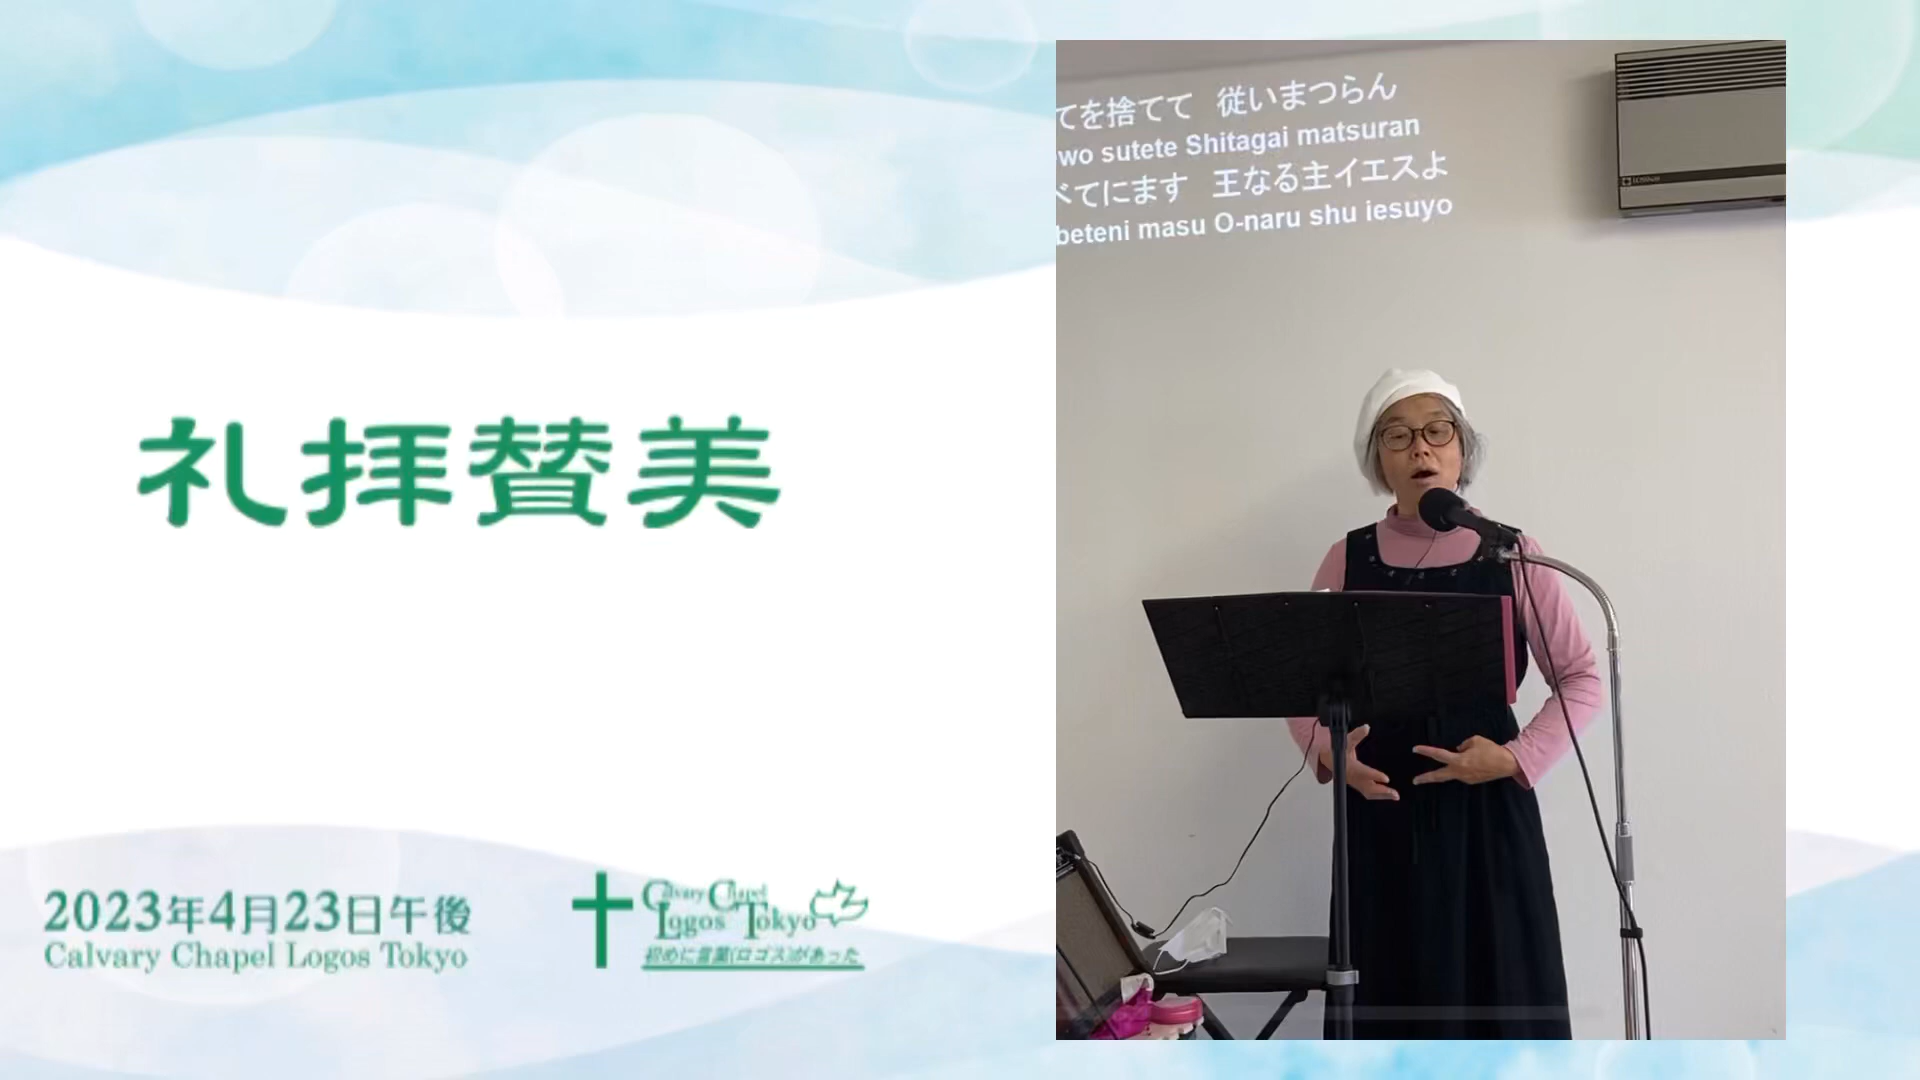 礼拝賛美
2023年4月23日午後
Calvary Chapel Logos Tokyo
Calvary Chapel
Logos Tokyo
初めに言葉(ロゴス)があった
てを捨てて 従いまつらん
wo sutete Shitagai matsuran
べてにます 王なる主イエスよ
beteni masu O-naru shu iesuyo